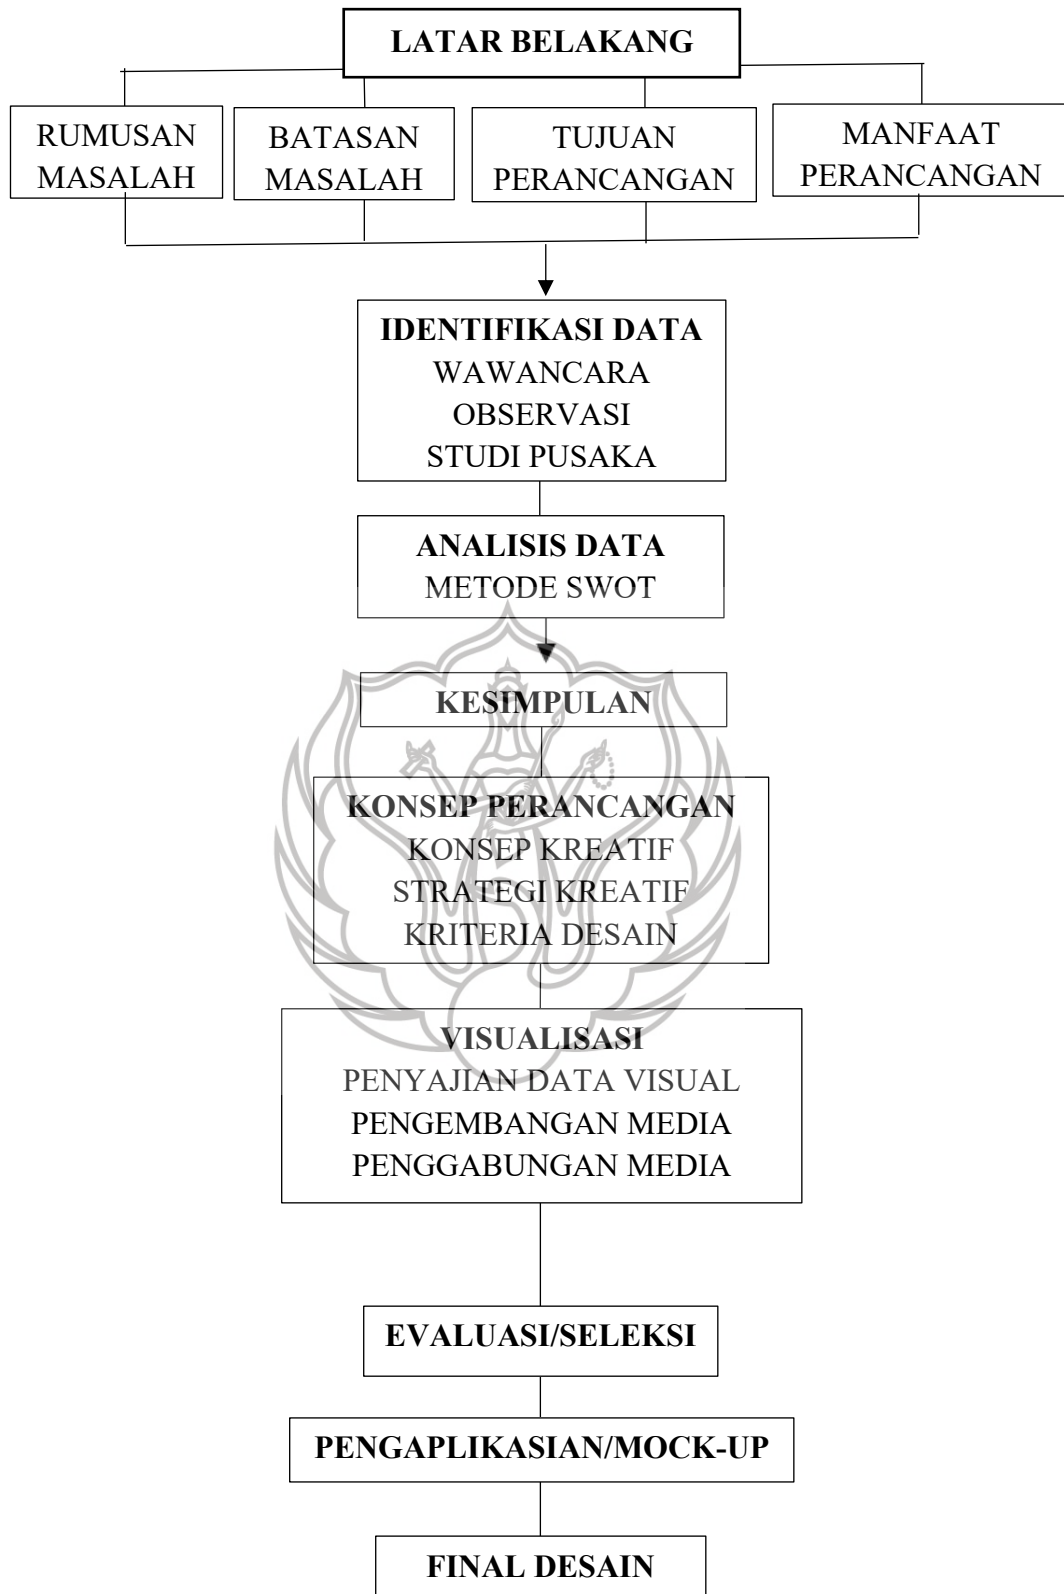 LATAR BELAKANG
RUMUSAN
MASALAH
BATASAN
MASALAH
TUJUAN
PERANCANGAN
MANFAAT
PERANCANGAN
IDENTIFIKASI DATA
WAWANCARA
OBSERVASI
STUDI PUSAKA
ANALISIS DATA
METODE SWOT
KESIMPULAN
KONSEP PERANCANGAN
KONSEP KREATIF
STRATEGI KREATIF
KRITERIA DESAIN
VISUALISASI
PENYAJIAN DATA VISUAL
PENGEMBANGAN MEDIA
PENGGABUNGAN MEDIA
EVALUASI/SELEKSI
PENGAPLIKASIAN/MOCK-UP
FINAL DESAIN